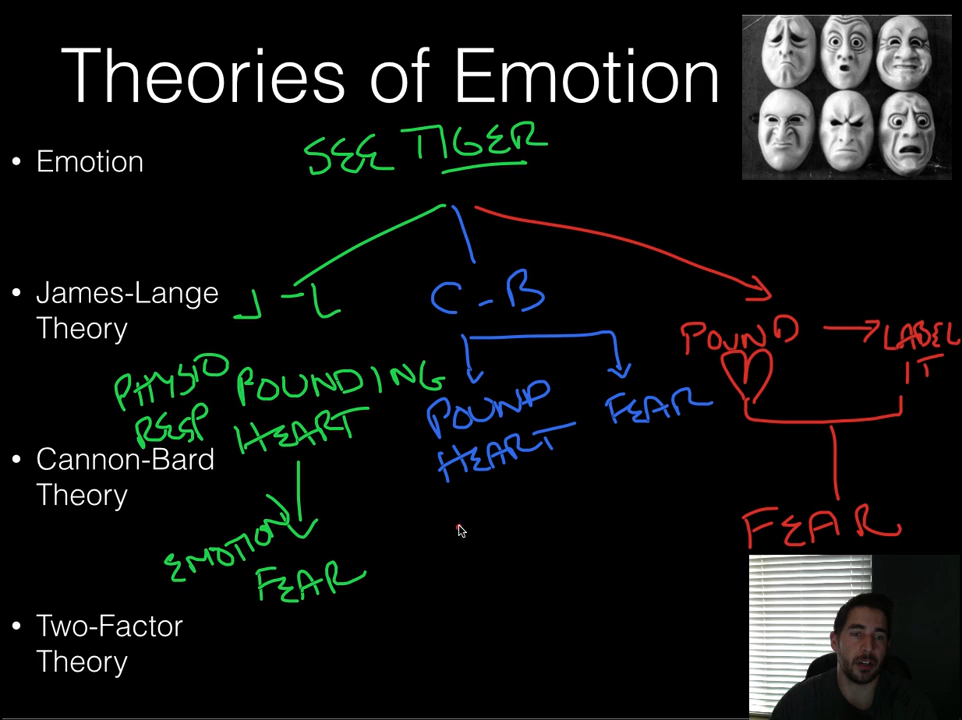 Theories of Emotion
SEE TIGER
• Emotion
• James-Lange
Theory
J-L
C-B
POUND
LABEL
IT
PHYSIO
RESP
POUNDING
HEART
POUND
HEART
FEAR
• Cannon-Bard
Theory
EMOTION
FEAR
FEAR
• Two-Factor
Theory